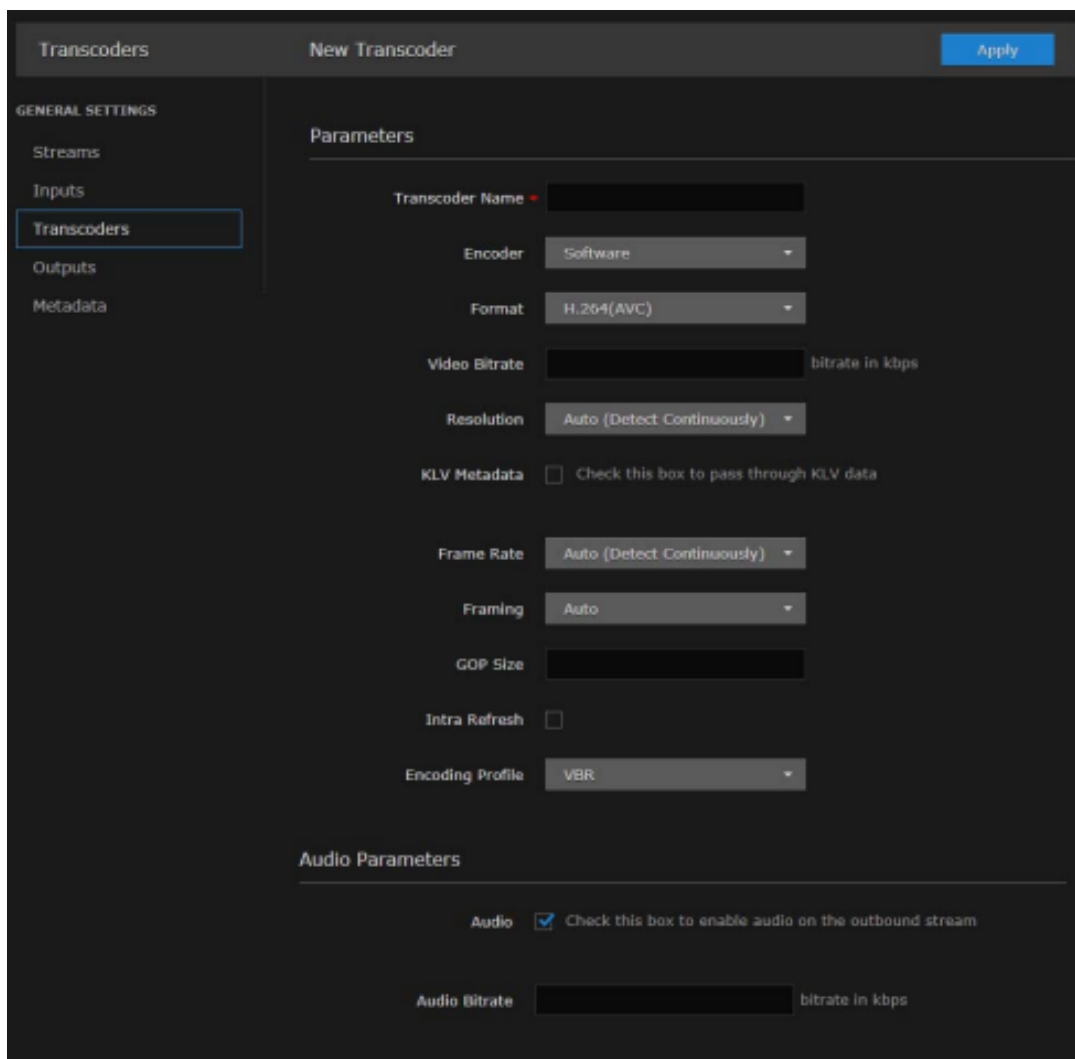 Transcoders
New Transcoder
Apply
GENERAL SETTINGS
Streams
Inputs
Transcoders
Outputs
Metadata
Parameters
Transcoder Name *
Encoder Software
Format H.264(AVC)
Video Bitrate bitrate in kbps
Resolution Auto (Detect Continuously)
KLV Metadata Check this box to pass through KLV data
Frame Rate Auto (Detect Continuously)
Framing Auto
GOP Size
Intra Refresh
Encoding Profile VBR
Audio Parameters
Audio Check this box to enable audio on the outbound stream
Audio Bitrate bitrate in kbps